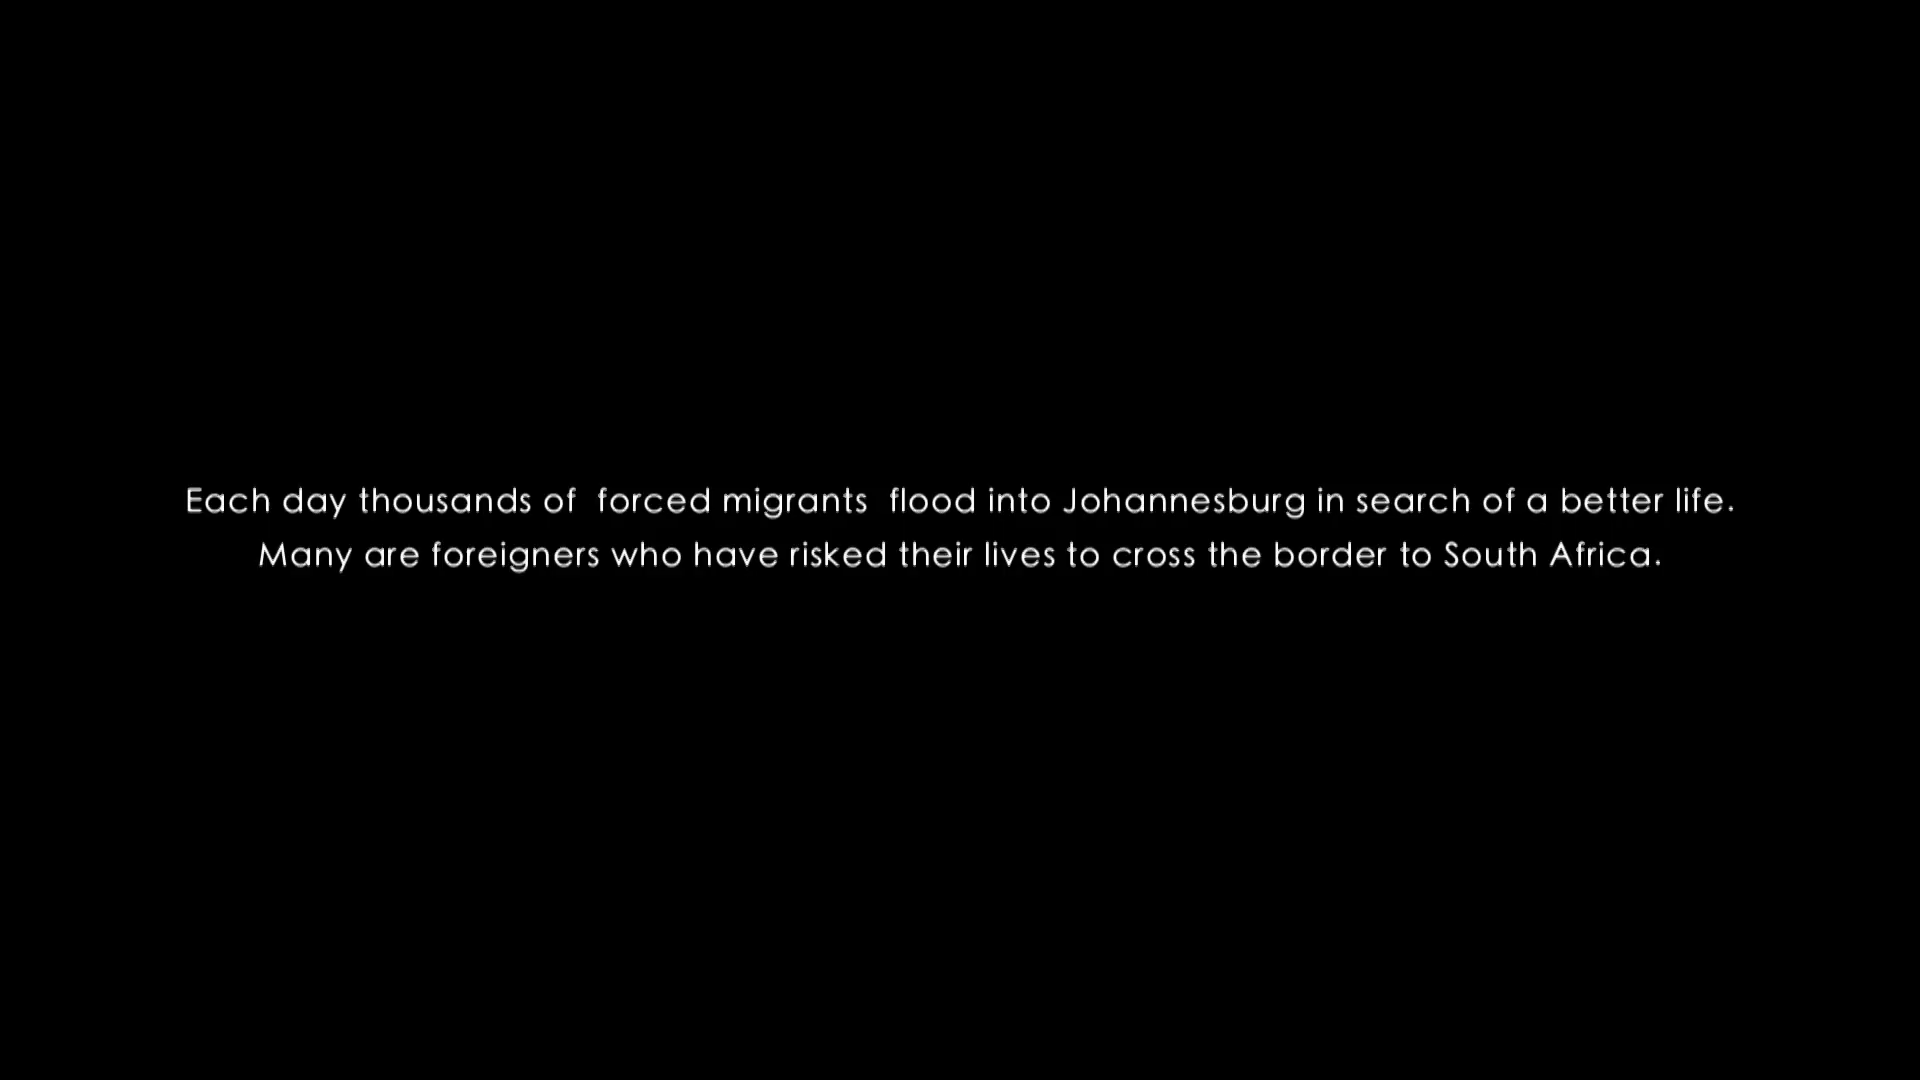 Each day thousands of  forced migrants  flood into Johannesburg in search of a better life.
Many are foreigners who have risked their lives to cross the border to South Africa.